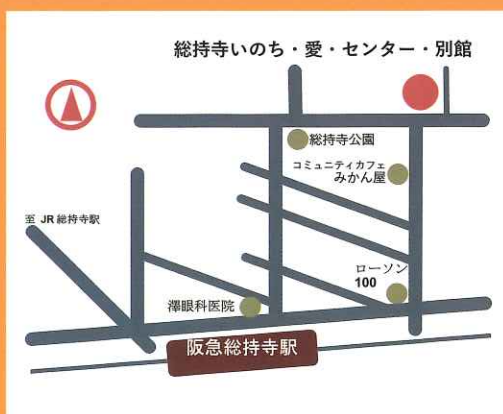 総持寺いのち・愛・センター・別館
総持寺公園
コミュニティカフェ
みかん屋
至 JR 総持寺駅
ローソン
100
澤眼科医院
阪急総持寺駅